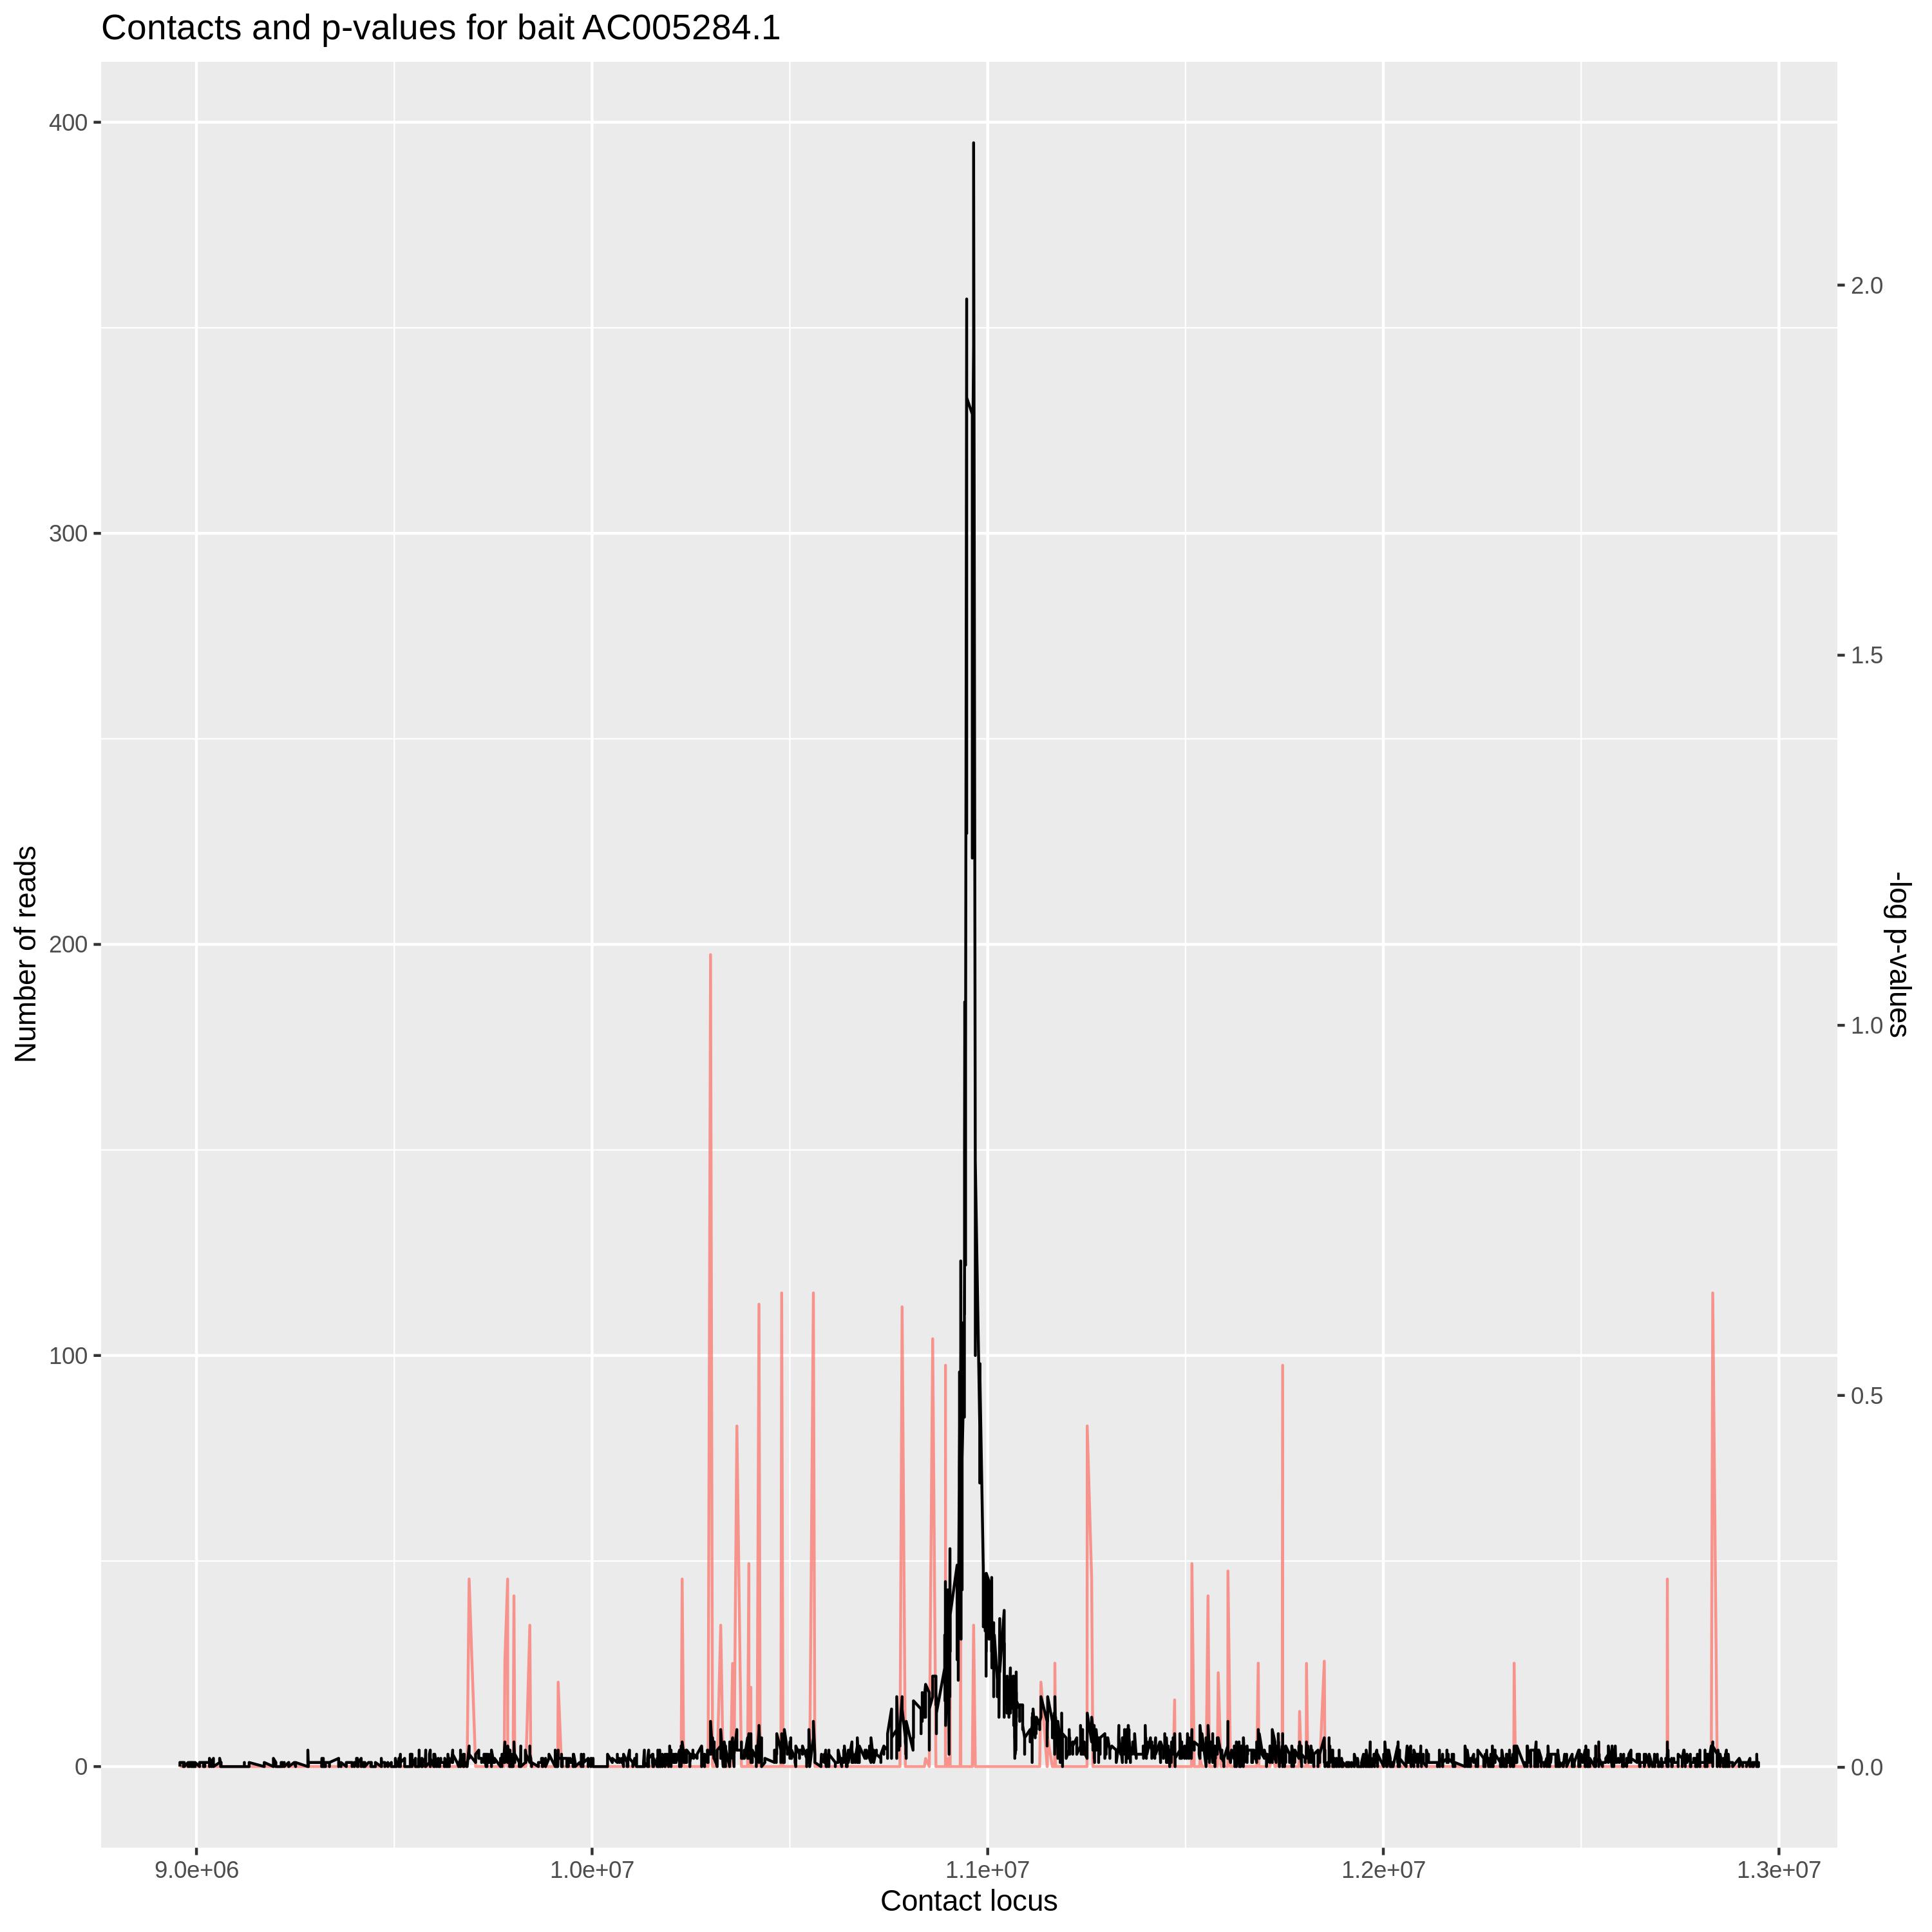 Contacts and p-values for bait AC005284.1
400
300
200
100
0
Number of reads
2.0
1.5
1.0
0.5
0.0
-log p-values
9.0e+06
1.0e+07
1.1e+07
1.2e+07
1.3e+07
Contact locus